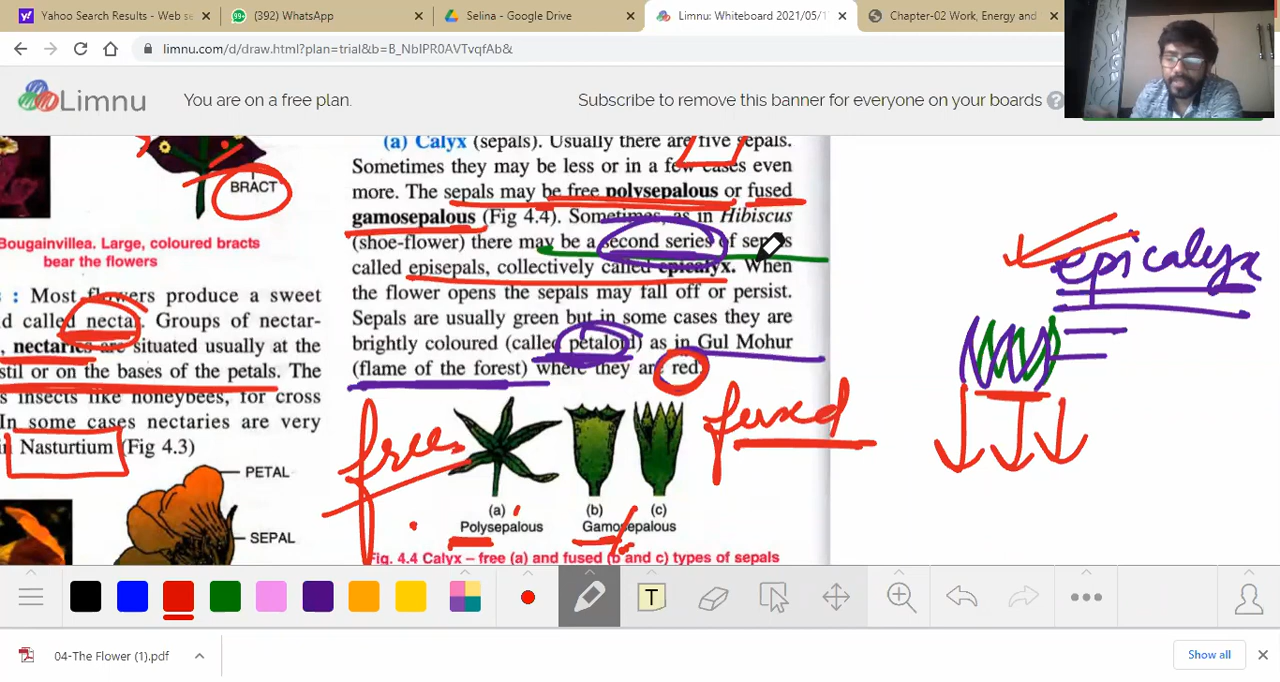 Yahoo Search Results - Web se
(392) WhatsApp
Selina - Google Drive
Limnu: Whiteboard 2021/05/1
Chapter-02 Work, Energy and
limnu.com/d/draw.html?plan=trial&b=B_NbIPR0AVTvqfAb&
Limnu
You are on a free plan.
Subscribe to remove this banner for everyone on your boards
BRACT
Bougainvillea. Large, coloured bracts
bear the flowers
: Most flowers produce a sweet
called nectar. Groups of nectar-
nectaries are situated usually at the
or on the bases of the petals. The
insects like honeybees, for cross
In some cases nectaries are very
Nasturtium (Fig 4.3)
PETAL
SEPAL
(a) Calyx (sepals). Usually there are five sepals.
Sometimes they may be less or in a few cases even
more. The sepals may be free polysepalous or fused
gamosepalous (Fig 4.4). Sometimes, as in Hibiscus
(shoe-flower) there may be a second series of sepals
called episepals, collectively called epicalyx. When
the flower opens the sepals may fall off or persist.
Sepals are usually green but in some cases they are
brightly coloured (called petaloid) as in Gul Mohur
(flame of the forest) where they are red
free
fused
(a)
(b)
(c)
Polysepalous
Gamosepalous
Fig. 4.4 Calyx – free (a) and fused (b and c) types of sepals
epicalyx
T
04-The Flower (1).pdf
Show all